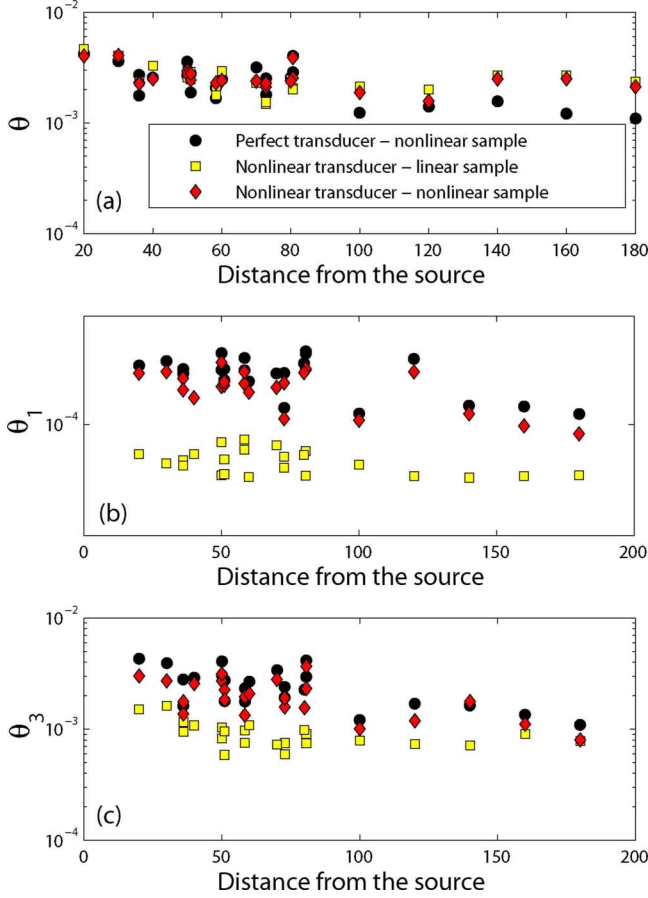 10⁻²
θ
10⁻³
Perfect transducer – nonlinear sample
Nonlinear transducer – linear sample
Nonlinear transducer – nonlinear sample
(a)
10⁻⁴
20 40 60 80 100 120 140 160 180
Distance from the source
θ₁
10⁻⁴
(b)
0 50 100 150 200
Distance from the source
10⁻²
θ₃
10⁻³
(c)
10⁻⁴
0 50 100 150 200
Distance from the source